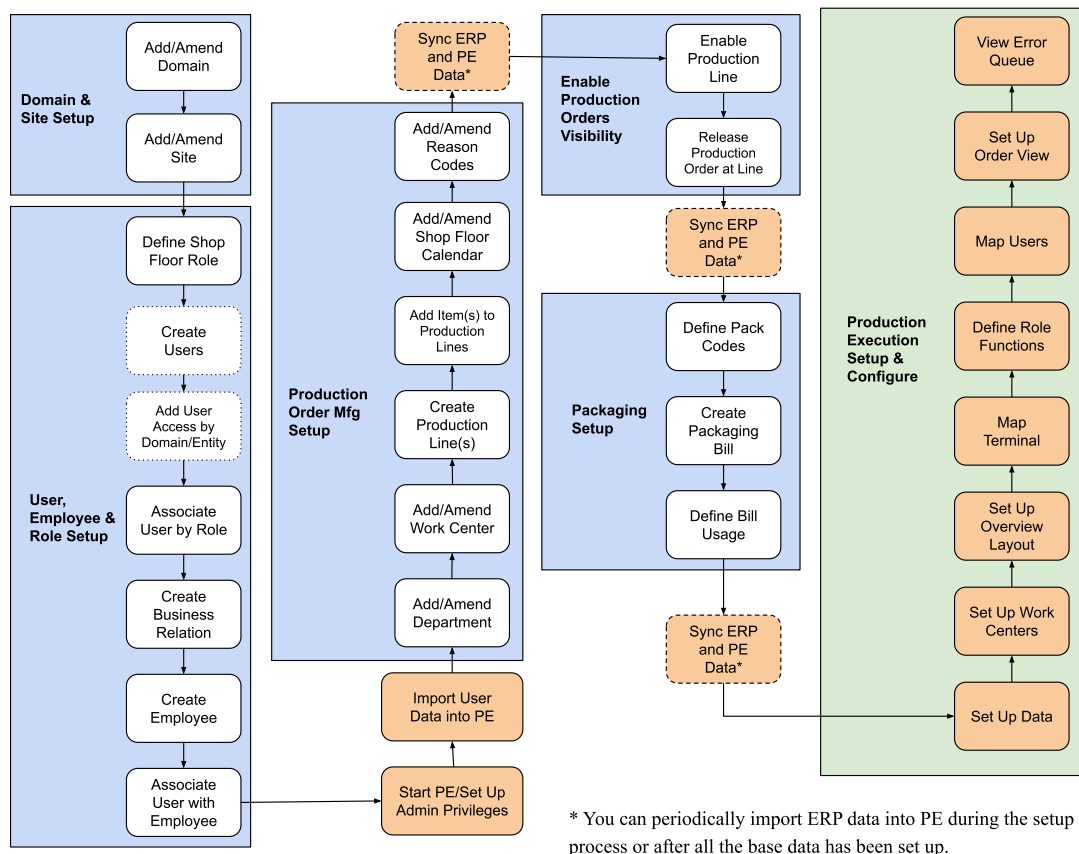 Domain &
Site Setup
Add/Amend
Domain
Add/Amend
Site
User,
Employee &
Role Setup
Define Shop
Floor Role
Create
Users
Add User
Access by
Domain/Entity
Associate
User by Role
Create
Business
Relation
Create
Employee
Associate
User with
Employee
Start PE/Set Up
Admin Privileges
Import User
Data into PE
Production
Order Mfg
Setup
Add/Amend
Department
Add/Amend
Work Center
Create
Production
Line(s)
Add Item(s) to
Production
Lines
Add/Amend
Shop Floor
Calendar
Add/Amend
Reason
Codes
Sync ERP
and PE
Data*
Enable
Production
Orders
Visibility
Enable
Production
Line
Release
Production
Order at Line
Sync ERP
and PE
Data*
Packaging
Setup
Define Pack
Codes
Create
Packaging
Bill
Define Bill
Usage
Sync ERP
and PE
Data*
Production
Execution
Setup &
Configure
Set Up Data
Set Up Work
Centers
Set Up
Overview
Layout
Map
Terminal
Define Role
Functions
Map Users
Set Up
Order View
View Error
Queue
* You can periodically import ERP data into PE during the setup
process or after all the base data has been set up.